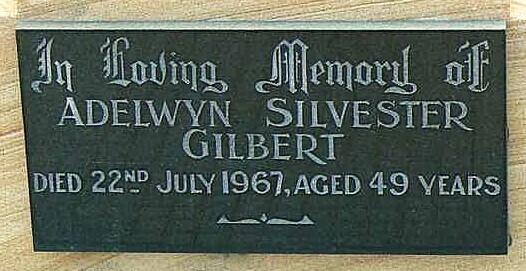 In Loving Memory of
ADELWYN SILVESTER
GILBERT
DIED 22ND JULY 1967, AGED 49 YEARS